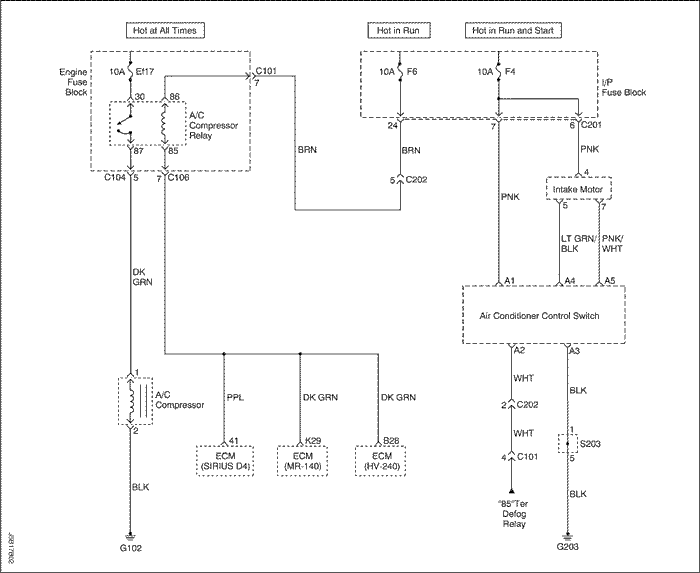 Hot at All Times
Hot in Run
Hot in Run and Start
Engine
Fuse
Block
10A Ef17
C101
7
10A F6
10A F4
I/P
Fuse Block
30
86
A/C
Compressor
Relay
87
85
24
7
6
C201
C104 5
7 C106
BRN
BRN
PNK
5 C202
4
Intake Motor
PNK
5
7
LT GRN/
BLK
PNK/
WHT
DK
GRN
A1
A4
A5
Air Conditioner Control Switch
A2
A3
1
A/C
Compressor
2
PPL
DK GRN
DK GRN
WHT
BLK
2 C202
41
K29
B28
ECM
(SIRIUS D4)
ECM
(MR-140)
ECM
(HV-240)
WHT
1
S203
5
4 C101
BLK
BLK
"85"Ter
Defog
Relay
G102
G203